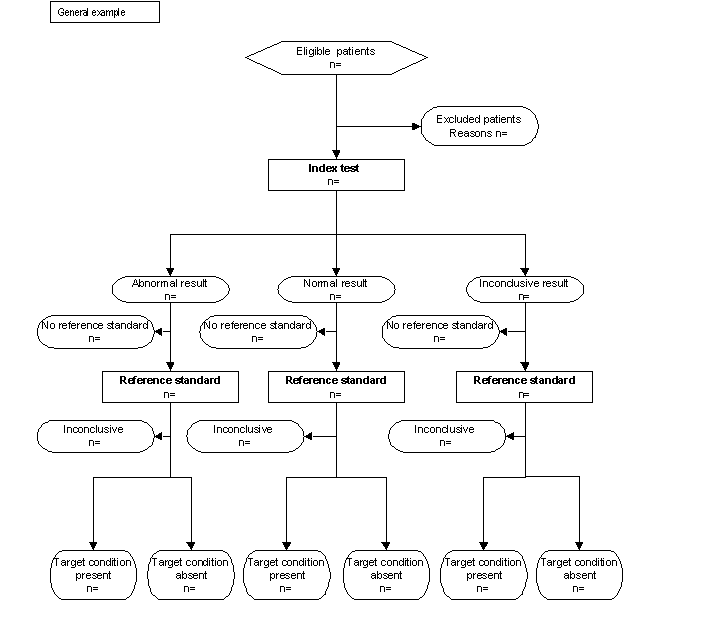 General example
Eligible patients
n=
Excluded patients
Reasons n=
Index test
n=
Abnormal result
n=
Normal result
n=
Inconclusive result
n=
No reference standard
n=
No reference standard
n=
No reference standard
n=
Reference standard
n=
Reference standard
n=
Reference standard
n=
Inconclusive
n=
Inconclusive
n=
Inconclusive
n=
Target condition
present
n=
Target condition
absent
n=
Target condition
present
n=
Target condition
absent
n=
Target condition
present
n=
Target condition
absent
n=